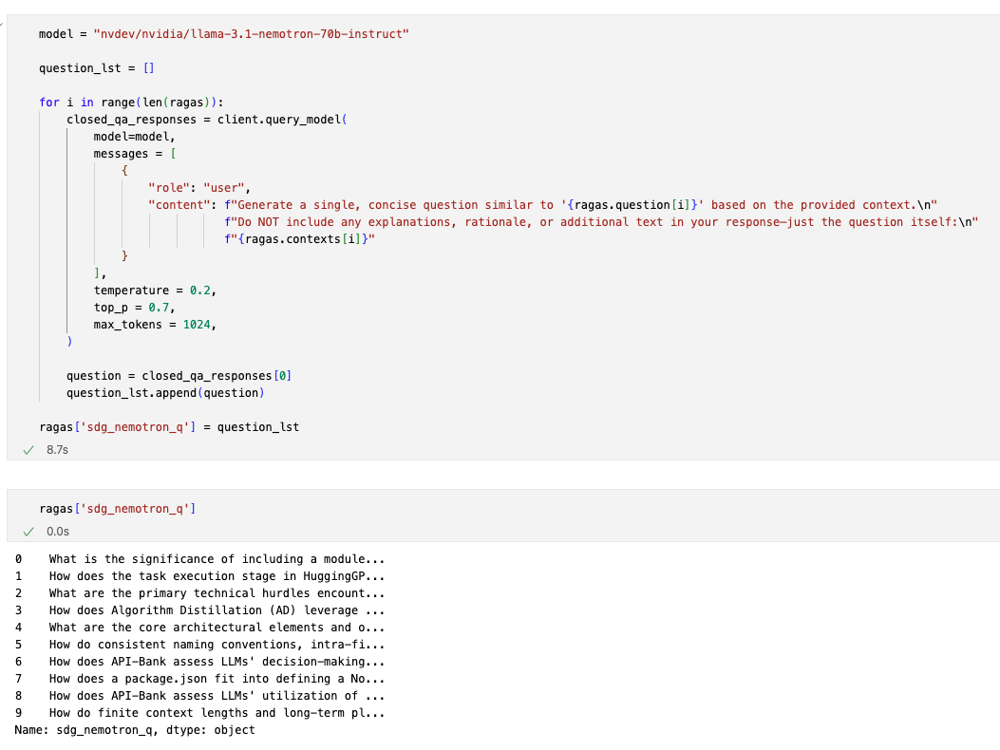 model = "nvdev/nvidia/llama-3.1-nemotron-70b-instruct"
question_lst = []
for i in range(len(ragas)):
    closed_qa_responses = client.query_model(
        model=model,
        messages = [
            {
                "role": "user",
                "content": f"Generate a single, concise question similar to '{ragas.question[i]}' based on the provided context.\n"
                           f"Do NOT include any explanations, rationale, or additional text in your response—just the question itself:\n"
                           f"{ragas.contexts[i]}"
            }
        ],
        temperature = 0.2,
        top_p = 0.7,
        max_tokens = 1024,
    )
    question = closed_qa_responses[0]
    question_lst.append(question)
ragas['sdg_nemotron_q'] = question_lst
8.7s
ragas['sdg_nemotron_q']
0.0s
0    What is the significance of including a module...
1    How does the task execution stage in HuggingGP...
2    What are the primary technical hurdles encount...
3    How does Algorithm Distillation (AD) leverage ...
4    What are the core architectural elements and o...
5    How do consistent naming conventions, intra-fi...
6    How does API-Bank assess LLMs' decision-making...
7    How does a package.json fit into defining a No...
8    How does API-Bank assess LLMs' utilization of ...
9    How do finite context lengths and long-term pl...
Name: sdg_nemotron_q, dtype: object